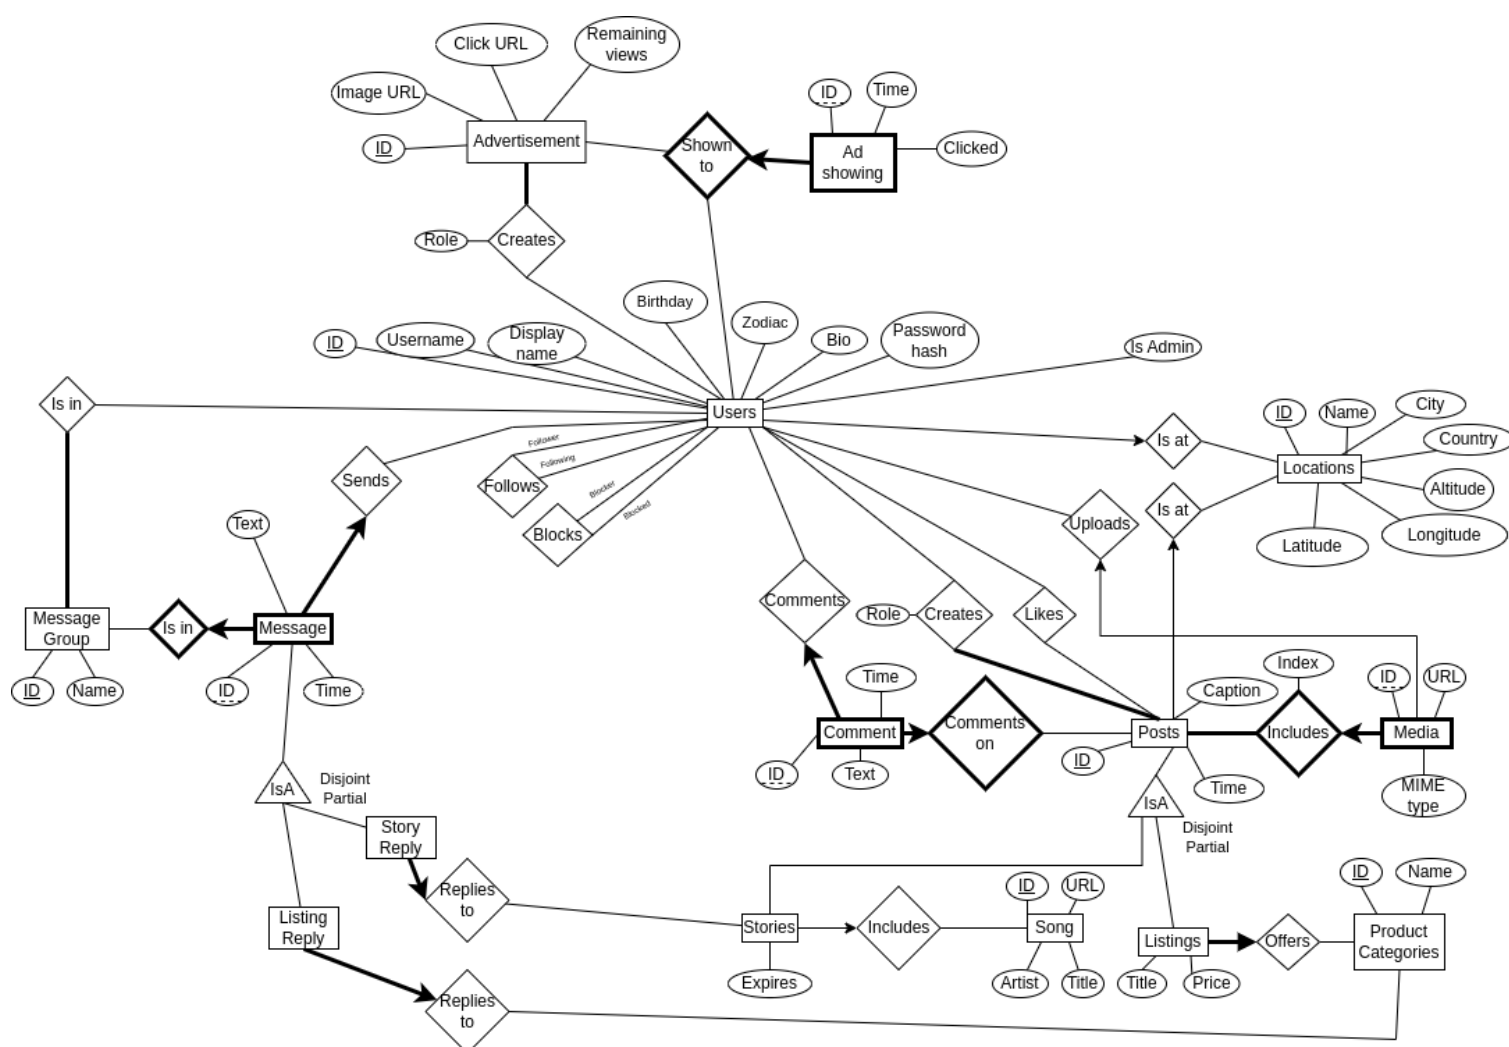 Click URL
Remaining
views
Image URL
ID
Time
ID
Advertisement
Shown
to
Ad
showing
Clicked
Role
Creates
Birthday
Zodiac
Bio
Password
hash
ID
Username
Display
name
Is Admin
Is in
Users
ID
Name
City
Country
Is at
Locations
Follower
Following
Sends
Follows
Blocker
Blocked
Altitude
Is at
Uploads
Text
Blocks
Longitude
Latitude
Comments
Role
Creates
Likes
Message
Group
Is in
Message
Index
ID
Name
ID
Time
Time
Caption
ID
URL
Comment
Comments
on
Posts
Includes
Media
ID
Text
ID
Time
MIME
type
IsA
Disjoint
Partial
IsA
Disjoint
Partial
Story
Reply
Replies
to
ID
URL
ID
Name
Listing
Reply
Stories
Includes
Song
Listings
Offers
Product
Categories
Expires
Artist
Title
Title
Price
Replies
to